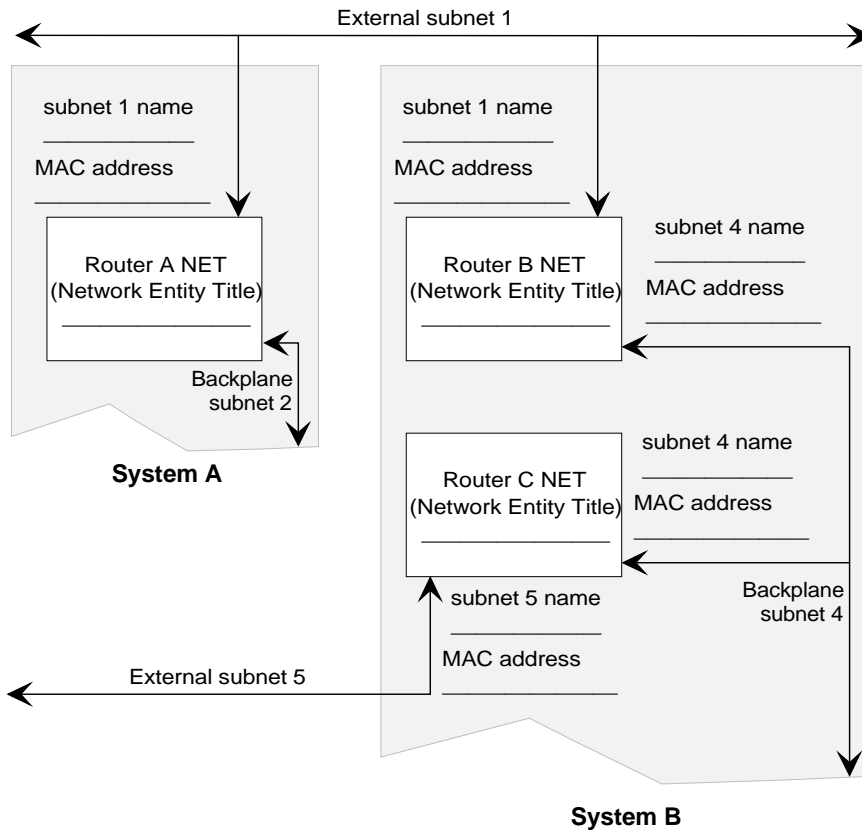 External subnet 1
subnet 1 name
MAC address
Router A NET
(Network Entity Title)
Backplane
subnet 2
System A
subnet 1 name
MAC address
Router B NET
(Network Entity Title)
subnet 4 name
MAC address
Router C NET
(Network Entity Title)
subnet 4 name
MAC address
Backplane
subnet 4
subnet 5 name
MAC address
External subnet 5
System B